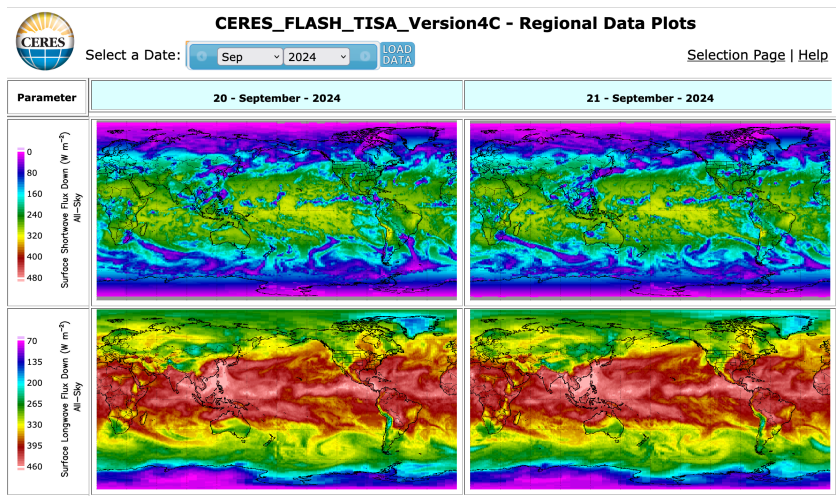 CERES_FLASH_TISA_Version4C - Regional Data Plots
CERES
Select a Date: Sep 2024 LOAD DATA
Selection Page | Help
Parameter
20 - September - 2024
21 - September - 2024
0
80
160
240
320
400
480
Surface Shortwave Flux Down (W m⁻²)
All-Sky
70
135
200
265
330
395
460
Surface Longwave Flux Down (W m⁻²)
All-Sky